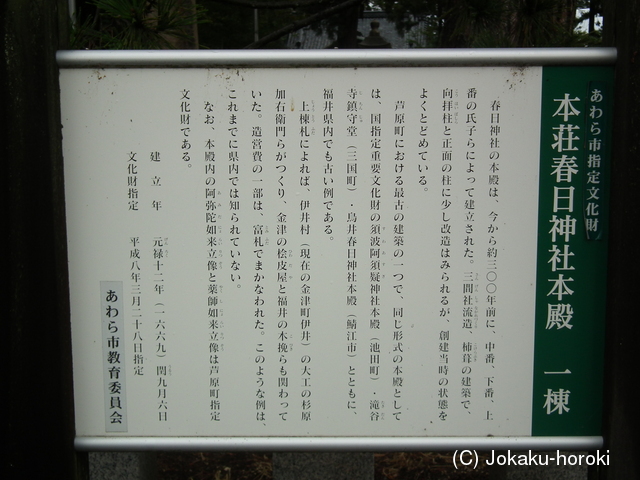 あわら市指定文化財
本荘春日神社本殿 一棟
春日神社の本殿は、今から約三〇〇年前に、中番、下番、上
番の氏子らによって建立された。三間社流造、柿葺の建築で、
向拝柱と正面の柱に少し改造はみられるが、創建当時の状態を
よくとどめている。
芦原町における最古の建築の一つで、同じ形式の本殿として
は、国指定重要文化財の須波阿須疑神社本殿（池田町）・滝谷
寺鎮守堂（三国町）・鳥井春日神社本殿（鯖江市）とともに、
福井県内でも古い例である。
上棟札によれば、伊井村（現在の金津町伊井）の大工の杉原
加右衛門らがつくり、金津の桧皮屋と福井の木挽らも関わって
いた。造営費の一部は、富札でまかなわれた。このような例は、
これまでに県内では知られていない。
なお、本殿内の阿弥陀如来立像と薬師如来立像は芦原町指定
文化財である。
建立年 元禄十二年（一六九九）閏九月六日
文化財指定 平成八年三月二十八日指定
あわら市教育委員会
(C) Jokaku-horoki